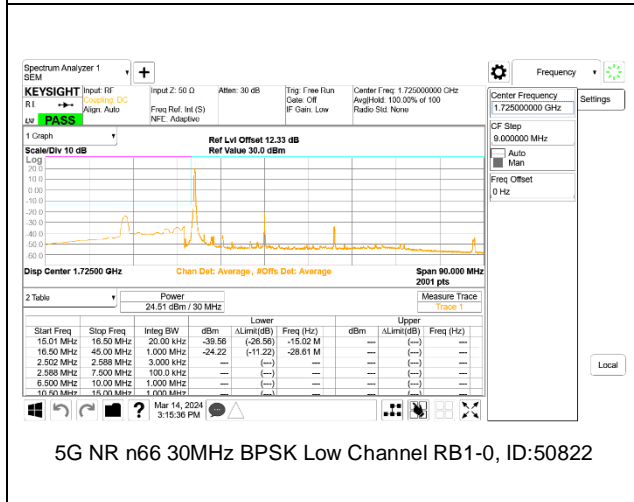 Spectrum Analyzer 1
SEM
Frequency
KEYSIGHT Input: RF Input Z: 50 Ω Atten: 30 dB Trig: Free Run Center Freq: 1.725000000 GHz
Coupling: DC Gate: Off Avg|Hold: 100.00% of 100
Align: Auto Freq Ref: Int (S) IF Gain: Low Radio Std: None
NFE: Adaptive
PASS
Center Frequency
1.725000000 GHz
Settings
CF Step
9.000000 MHz
Auto
Man
Freq Offset
0 Hz
1 Graph
Ref Lvl Offset 12.33 dB
Scale/Div 10 dB Ref Value 30.0 dBm
Log
20.0
10.0
0.00
-10.0
-20.0
-30.0
-40.0
-50.0
-60.0
Disp Center 1.72500 GHz Chan Det: Average , #Offs Det: Average Span 90.000 MHz
2001 pts
2 Table Power Measure Trace
24.51 dBm / 30 MHz Trace 1
Lower Upper
Start Freq Stop Freq Integ BW dBm ΔLimit(dB) Freq (Hz) dBm ΔLimit(dB) Freq (Hz)
15.01 MHz 16.50 MHz 20.00 kHz -39.56 (-26.56) -15.02 M --- (---) ---
16.50 MHz 45.00 MHz 1.000 MHz -24.22 (-11.22) -28.61 M --- (---) ---
2.502 MHz 2.588 MHz 3.000 kHz --- (---) --- --- (---) ---
2.588 MHz 7.500 MHz 100.0 kHz --- (---) --- --- (---) ---
6.500 MHz 10.00 MHz 1.000 MHz --- (---) --- --- (---) ---
10.50 MHz 15.00 MHz 1.000 MHz --- (---) --- --- (---) ---
Local
? Mar 14, 2024
3:15:36 PM
5G NR n66 30MHz BPSK Low Channel RB1-0, ID:50822